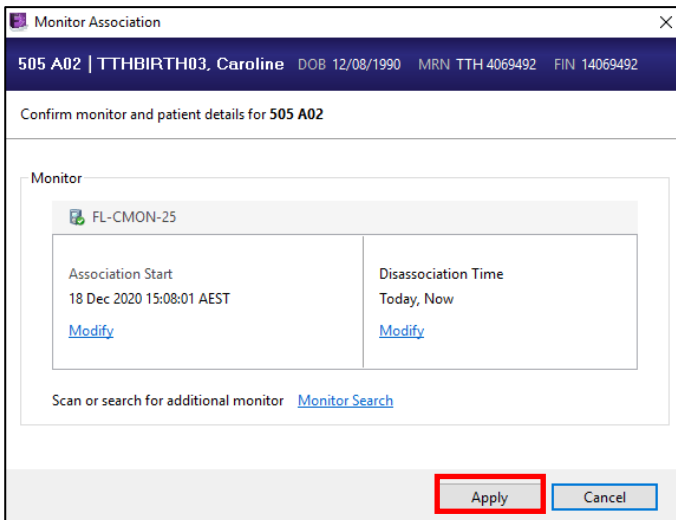 Monitor Association
505 A02 | TTHBIRTH03, Caroline DOB 12/08/1990 MRN TTH 4069492 FIN 14069492
Confirm monitor and patient details for 505 A02
Monitor
FL-CMON-25
Association Start
18 Dec 2020 15:08:01 AEST
Modify
Disassociation Time
Today, Now
Modify
Scan or search for additional monitor Monitor Search
Apply Cancel